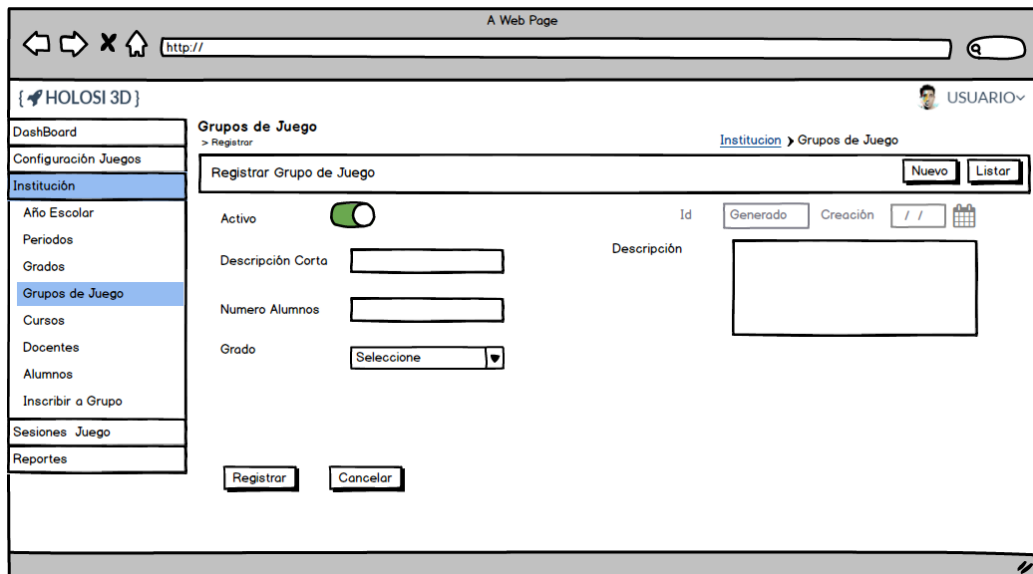 A Web Page
http://
{ HOLOSI 3D }
USUARIO
DashBoard
Configuración Juegos
Institución
Año Escolar
Periodos
Grados
Grupos de Juego
Cursos
Docentes
Alumnos
Inscribir a Grupo
Sesiones Juego
Reportes
Grupos de Juego
> Registrar
Institucion > Grupos de Juego
Registrar Grupo de Juego
Nuevo
Listar
Activo
Id
Generado
Creación
/ /
Descripción Corta
Descripción
Numero Alumnos
Grado
Seleccione
Registrar
Cancelar